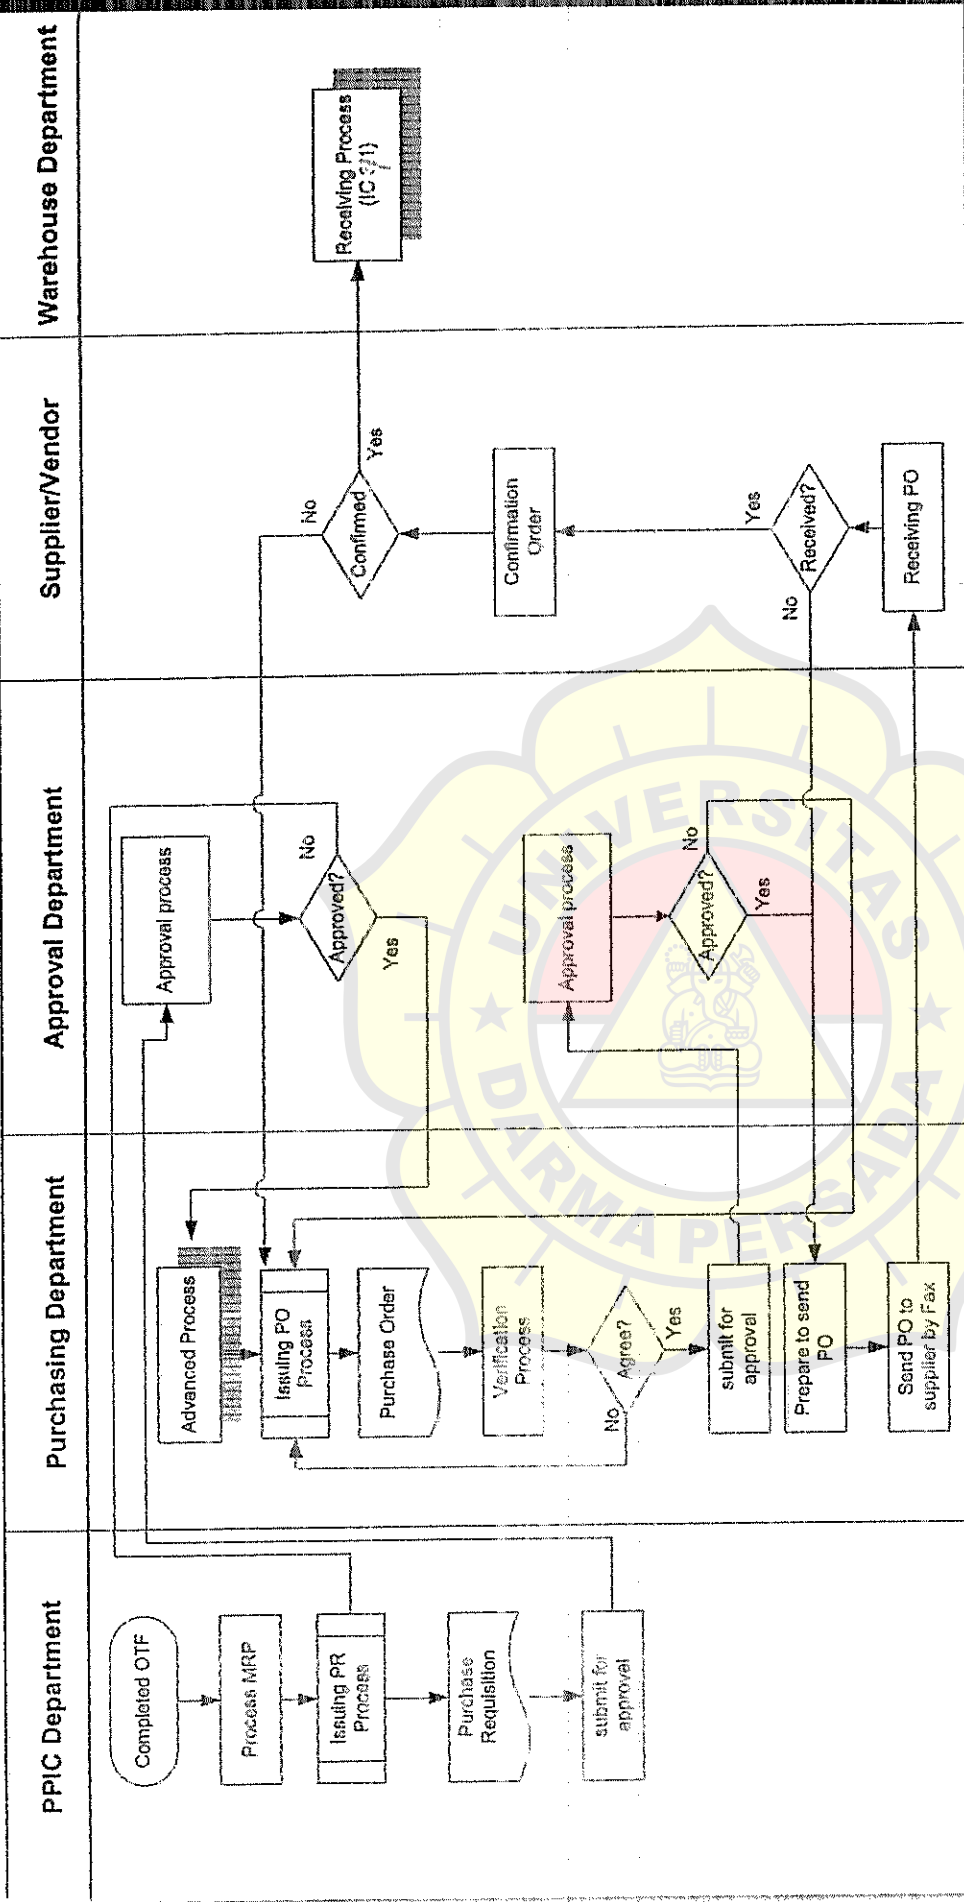 PPIC Department
Purchasing Department
Approval Department
Supplier/Vendor
Warehouse Department
Completed OTF
Process MRP
Issuing PR
Process
Purchase
Requisition
submit for
approval
Advanced Process
Issuing PO
Process
Purchase Order
Verification
Process
Agree?
No
Yes
submit for
approval
Prepare to send
PO
Send PO to
supplier by Fax
Approval process
Approved?
No
Yes
Approval process
Approved?
No
Yes
No
Confirmed
Yes
Confirmation
Order
Yes
Received?
No
Receiving PO
Receiving Process
UNIVERSITAS
DARMA PERSADA